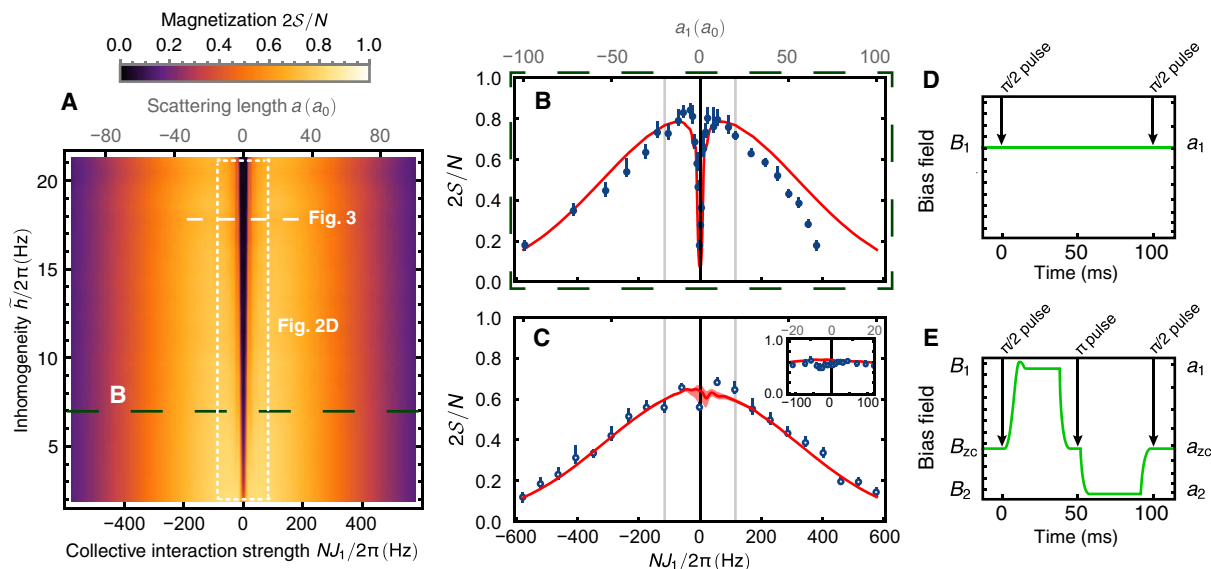 Magnetization 2S/N
0.0 0.2 0.4 0.6 0.8 1.0
A
Scattering length a (a0)
−80 −40 0 40 80
20
15
10
5
Inhomogeneity h̃/2π (Hz)
Fig. 3
Fig. 2D
B
−400 −200 0 200 400
Collective interaction strength NJ1/2π (Hz)
a1 (a0)
−100 −50 0 50 100
B
1.0
0.8
0.6
0.4
0.2
0.0
2S/N
C
1.0
0.8
0.6
0.4
0.2
0.0
2S/N
−20 0 20
1.0
0.0
−100 0 100
−600 −400 −200 0 200 400 600
NJ1/2π (Hz)
D
π/2 pulse
π/2 pulse
B1
a1
Bias field
0 50 100
Time (ms)
E
π/2 pulse
π pulse
π/2 pulse
B1
a1
Bzc
azc
B2
a2
Bias field
0 50 100
Time (ms)